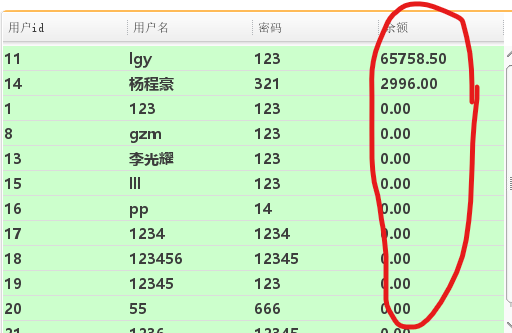 用户id 用户名 密码 余额
11 lgy 123 65758.50
14 杨程豪 321 2996.00
1 123 123 0.00
8 gzm 123 0.00
13 李光耀 123 0.00
15 lll 123 0.00
16 pp 14 0.00
17 1234 1234 0.00
18 123456 12345 0.00
19 12345 123 0.00
20 55 666 0.00
21 1236 12345 0.00